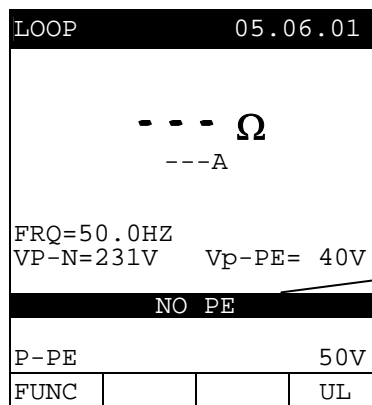 LOOP 05.06.01
- - - Ω
---A
FRQ=50.0HZ
VP-N=231V Vp-PE= 40V
NO PE
P-PE 50V
FUNC UL